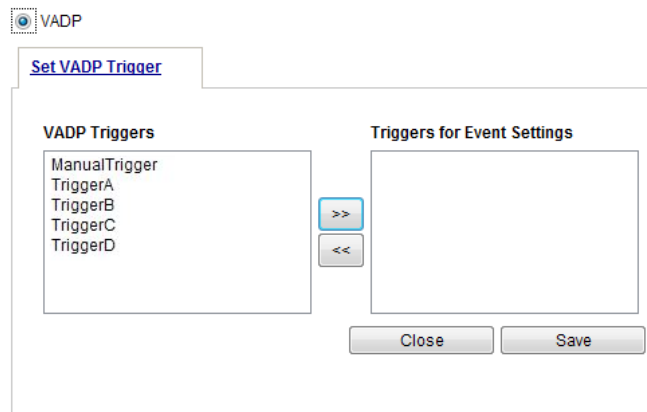 VADP
Set VADP Trigger
VADP Triggers
Triggers for Event Settings
ManualTrigger
TriggerA
TriggerB
TriggerC
TriggerD
>>
<<
Close
Save